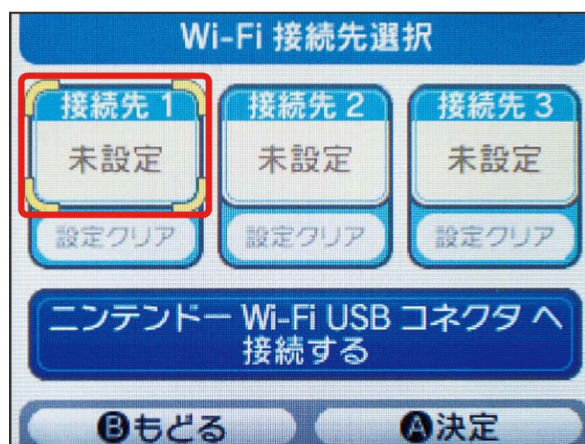 Wi-Fi 接続先選択
接続先 1
接続先 2
接続先 3
未設定
未設定
未設定
設定クリア
設定クリア
設定クリア
ニンテンドー Wi-Fi USB コネクタ へ
接続する
Ⓑもどる
Ⓐ決定